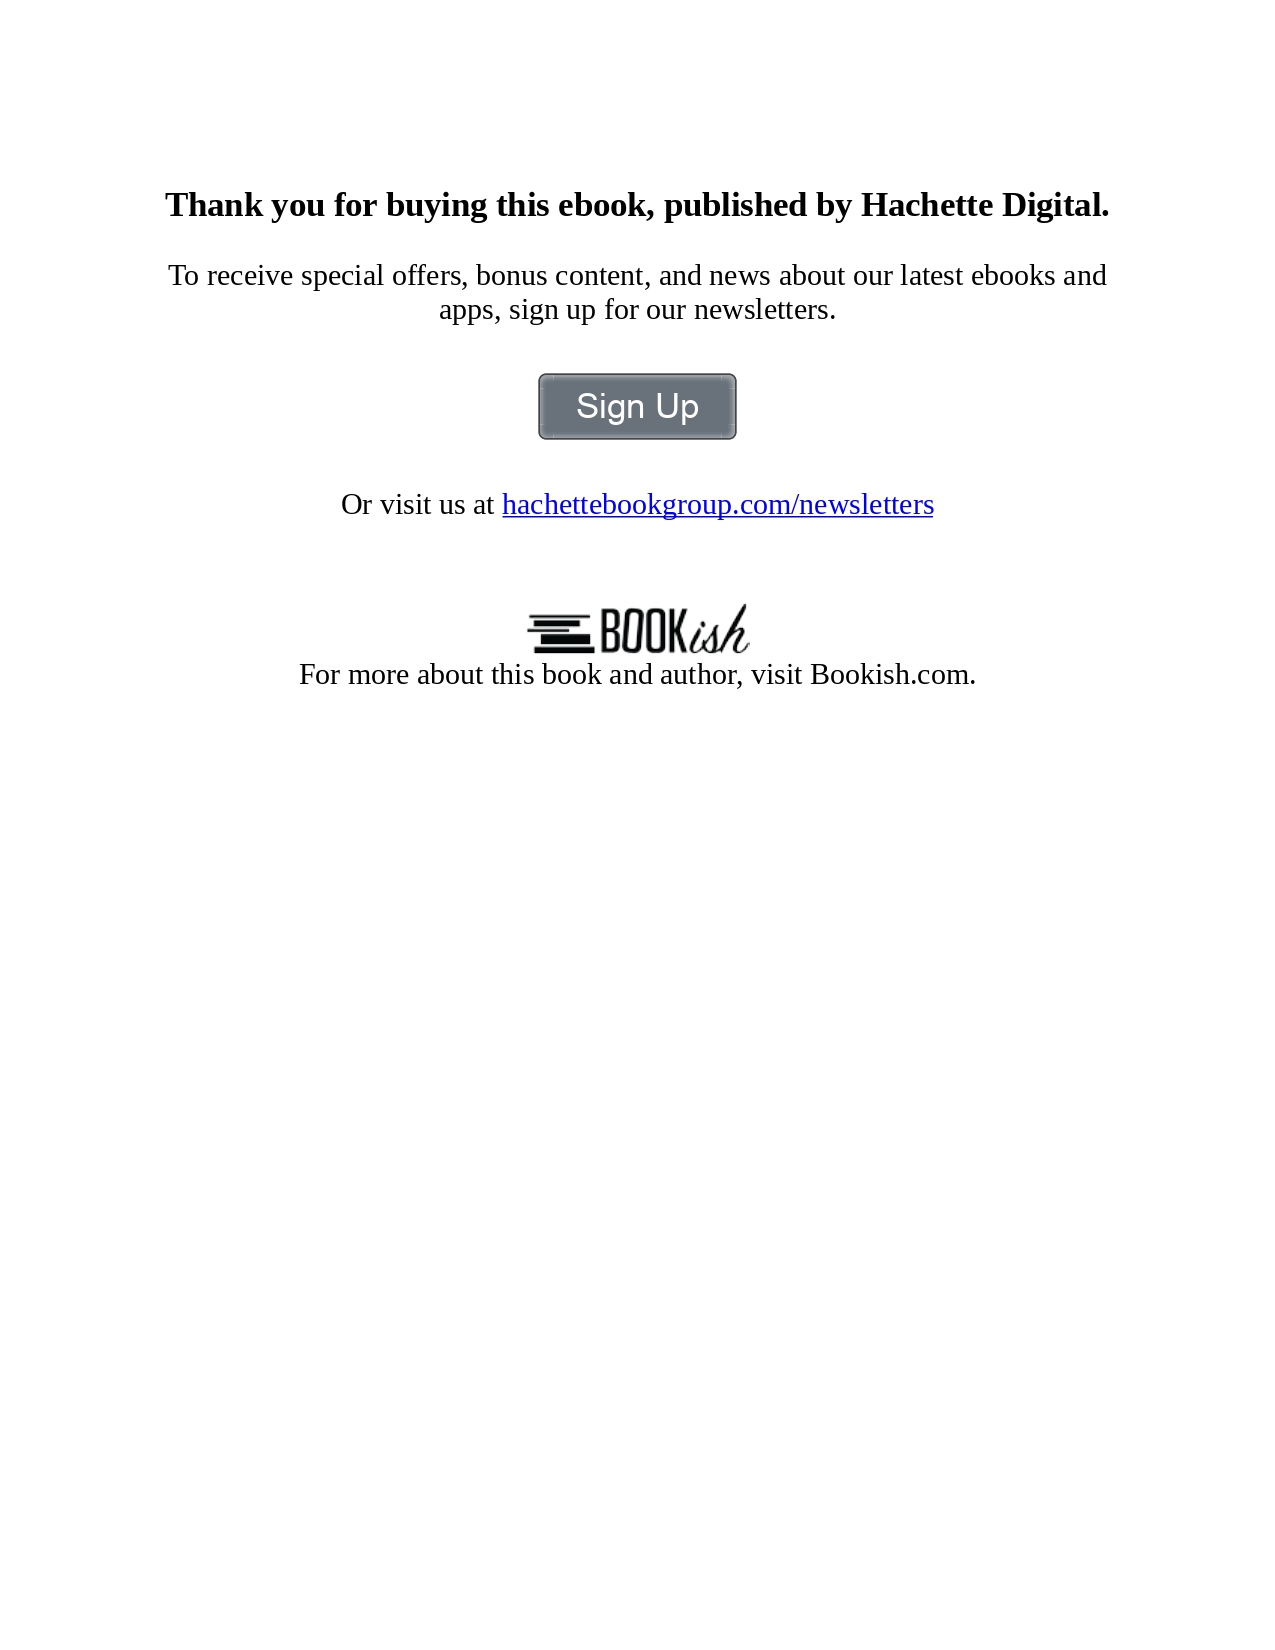 Thank you for buying this ebook, published by Hachette Digital.
To receive special offers, bonus content, and news about our latest ebooks and
apps, sign up for our newsletters.
Sign Up
Or visit us at hachettebookgroup.com/newsletters
BOOKish
For more about this book and author, visit Bookish.com.